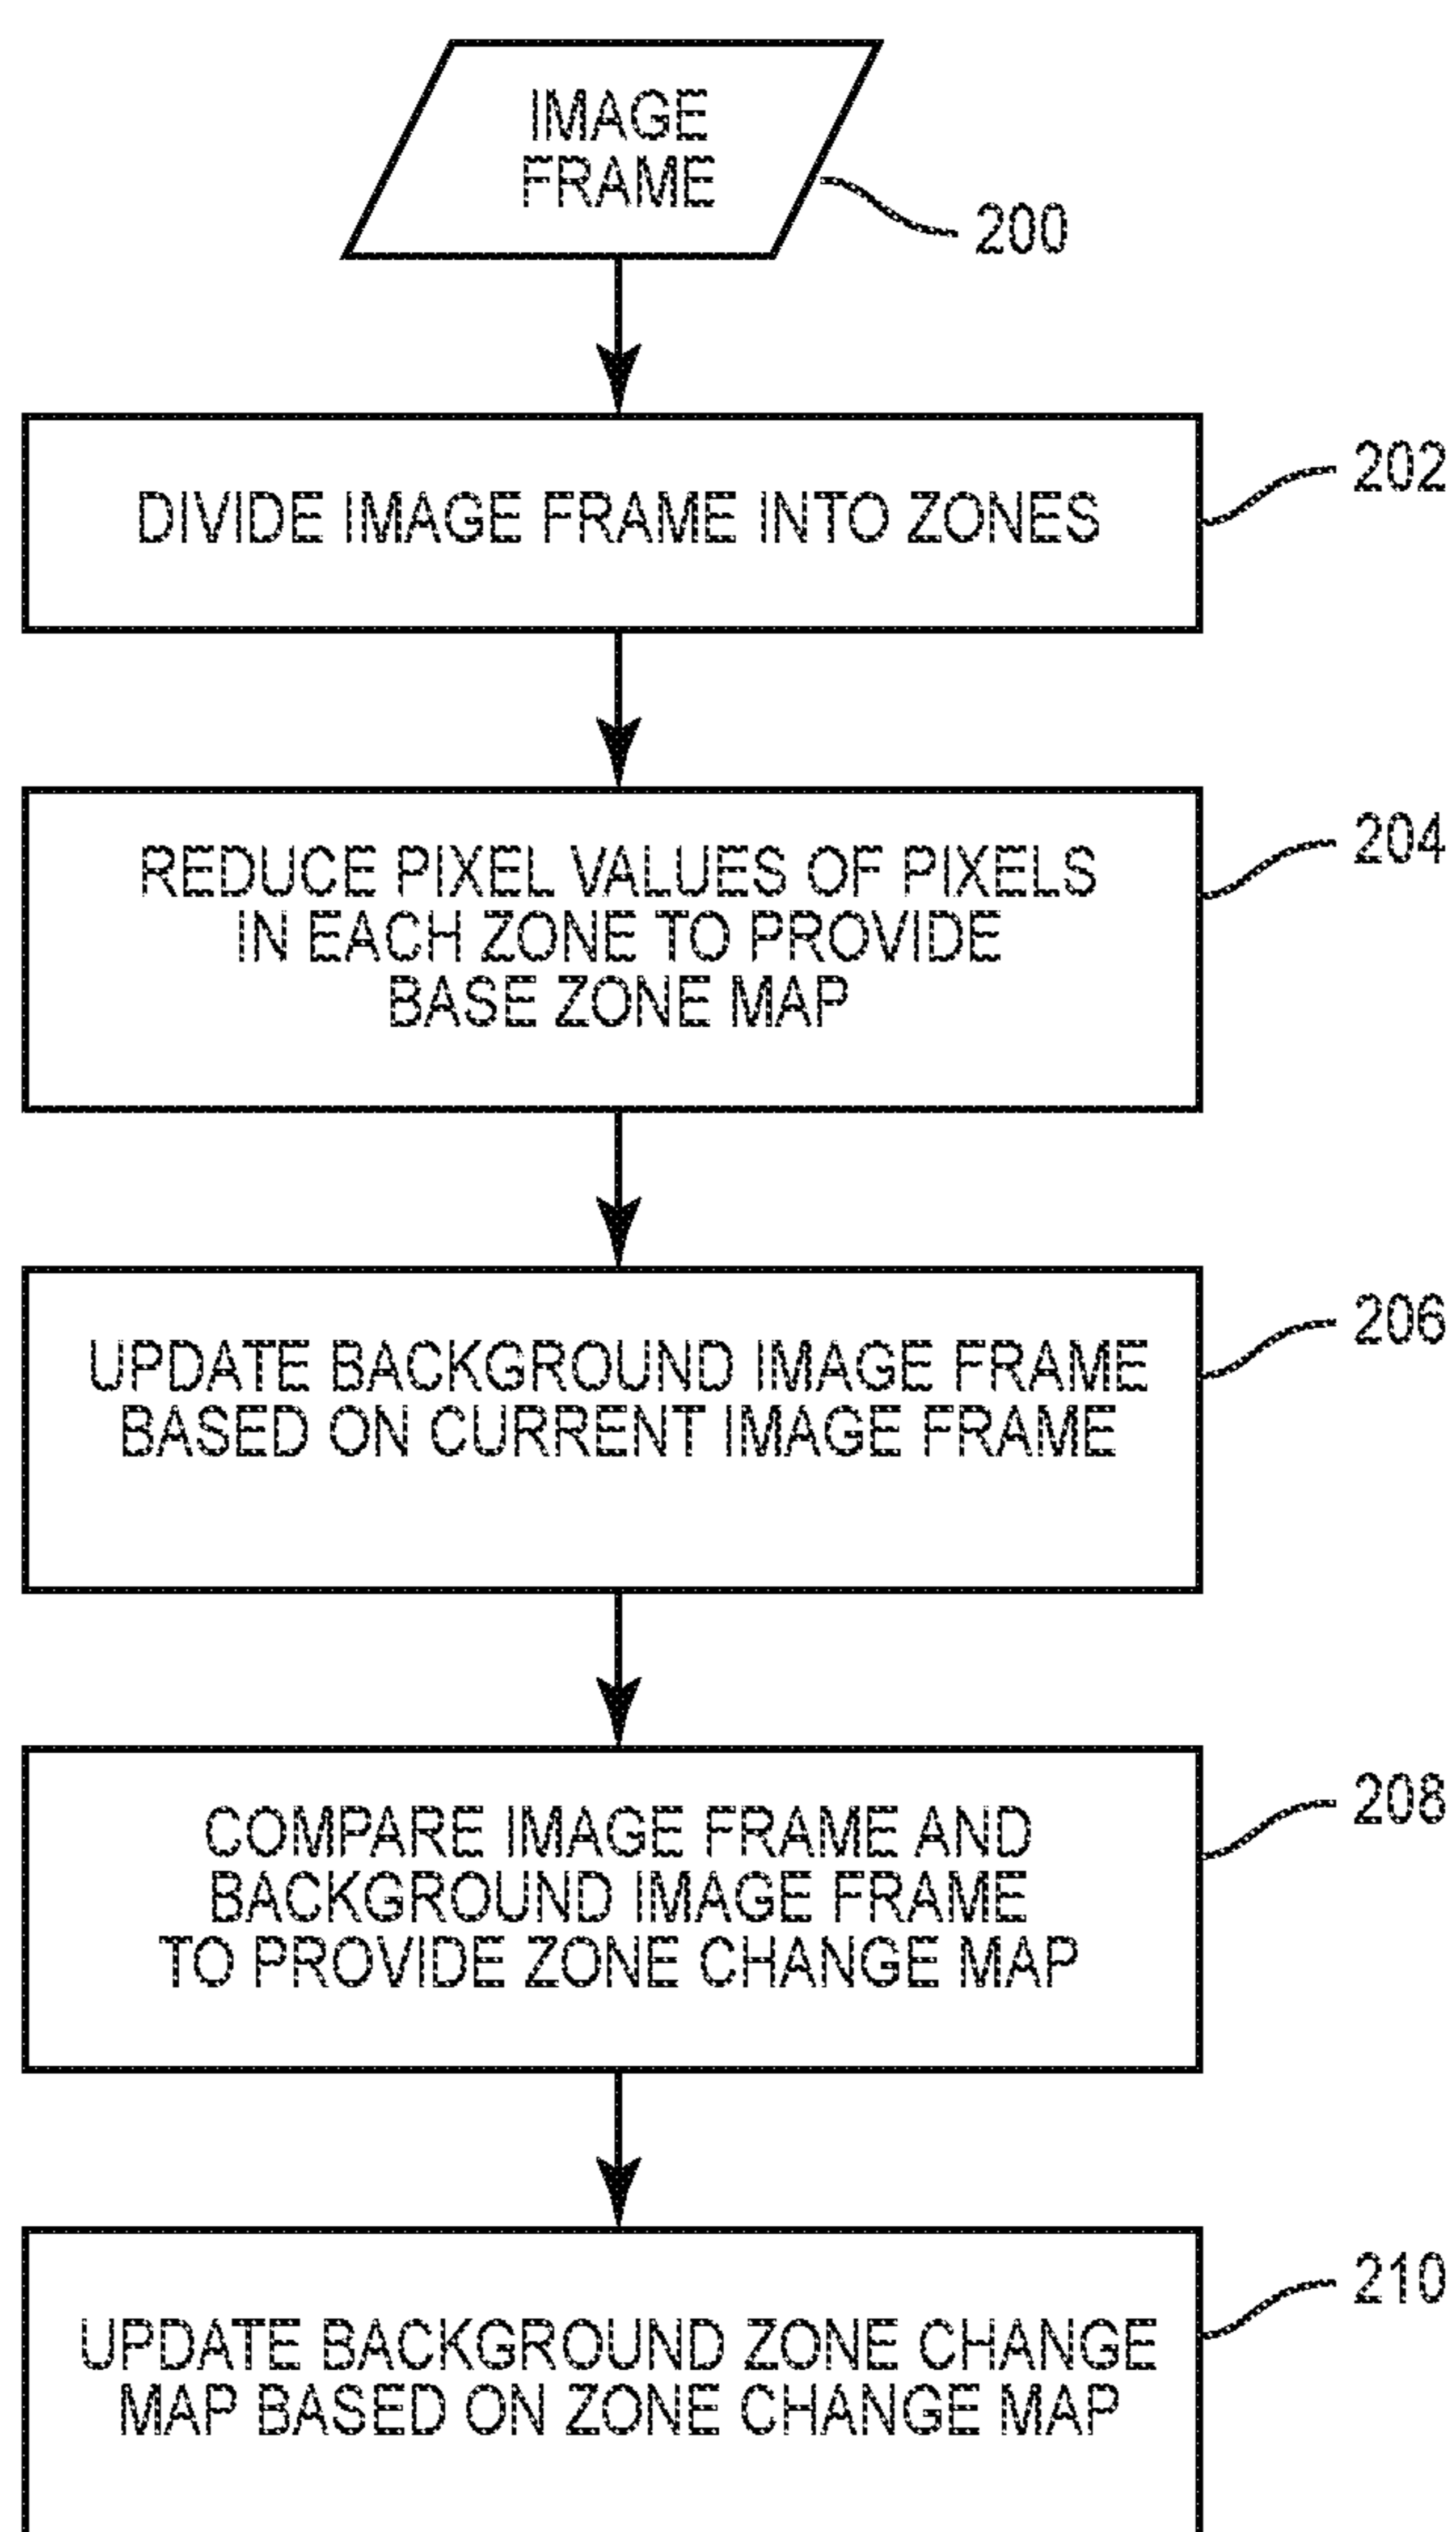 IMAGE
FRAME
200
DIVIDE IMAGE FRAME INTO ZONES
202
REDUCE PIXEL VALUES OF PIXELS
IN EACH ZONE TO PROVIDE
BASE ZONE MAP
204
UPDATE BACKGROUND IMAGE FRAME
BASED ON CURRENT IMAGE FRAME
206
COMPARE IMAGE FRAME AND
BACKGROUND IMAGE FRAME
TO PROVIDE ZONE CHANGE MAP
208
UPDATE BACKGROUND ZONE CHANGE
MAP BASED ON ZONE CHANGE MAP
210